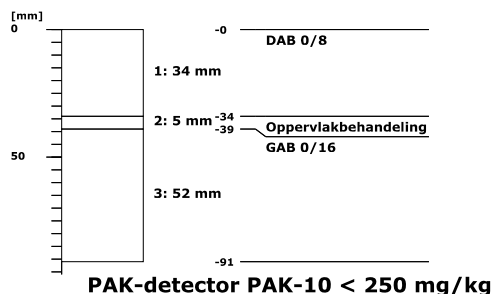 [mm]
0
-0
DAB 0/8
1: 34 mm
-34
2: 5 mm
Oppervlakbehandeling
-39
GAB 0/16
50
3: 52 mm
-91
PAK-detector PAK-10 < 250 mg/kg